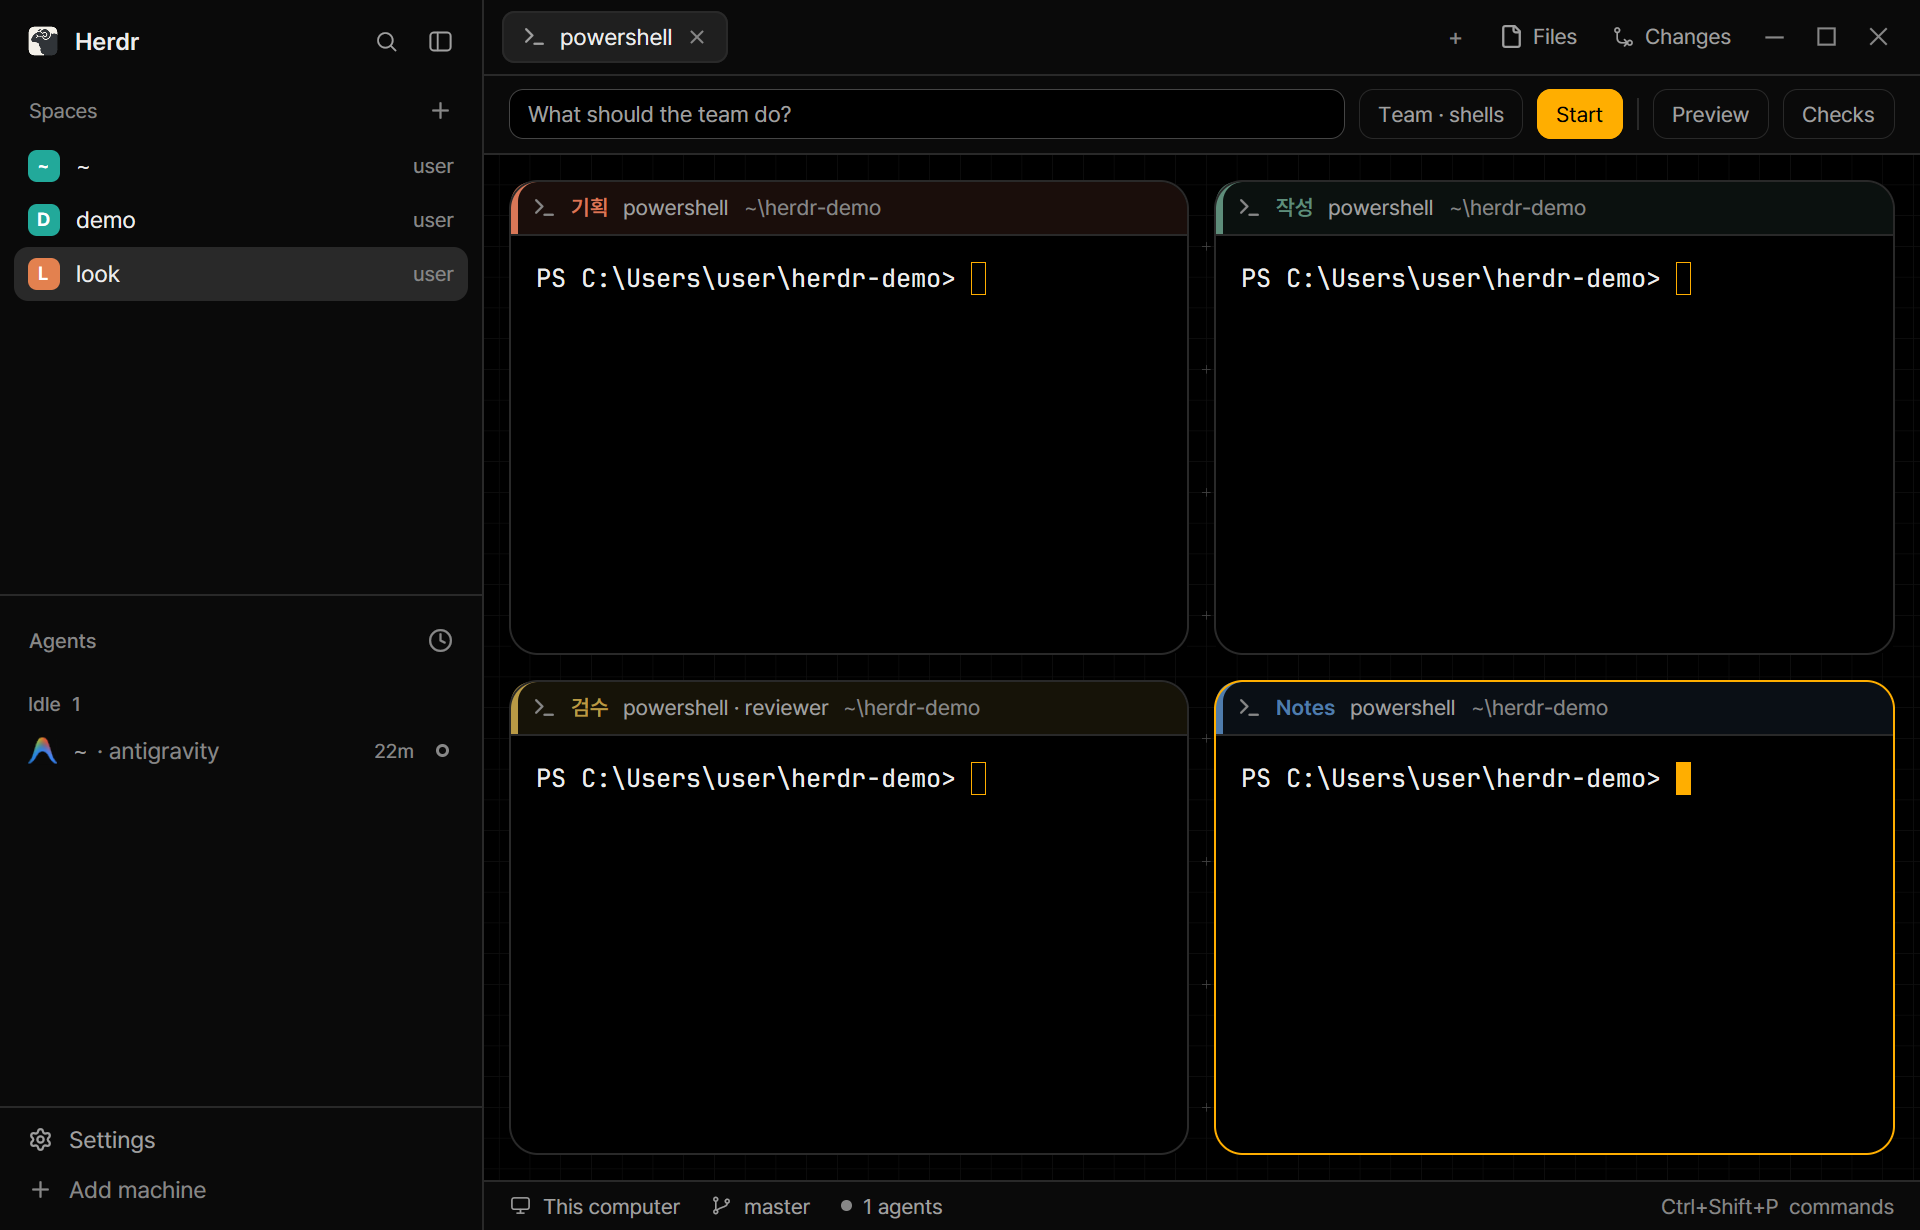 Herdr
Spaces
~ ~ user
D demo user
L look user
Agents
Idle 1
~ · antigravity 22m
Settings
Add machine
powershell
+ Files Changes
What should the team do? Team · shells Start Preview Checks
기획 powershell ~\herdr-demo
PS C:\Users\user\herdr-demo>
작성 powershell ~\herdr-demo
PS C:\Users\user\herdr-demo>
검수 powershell · reviewer ~\herdr-demo
PS C:\Users\user\herdr-demo>
Notes powershell ~\herdr-demo
PS C:\Users\user\herdr-demo>
This computer master 1 agents Ctrl+Shift+P commands